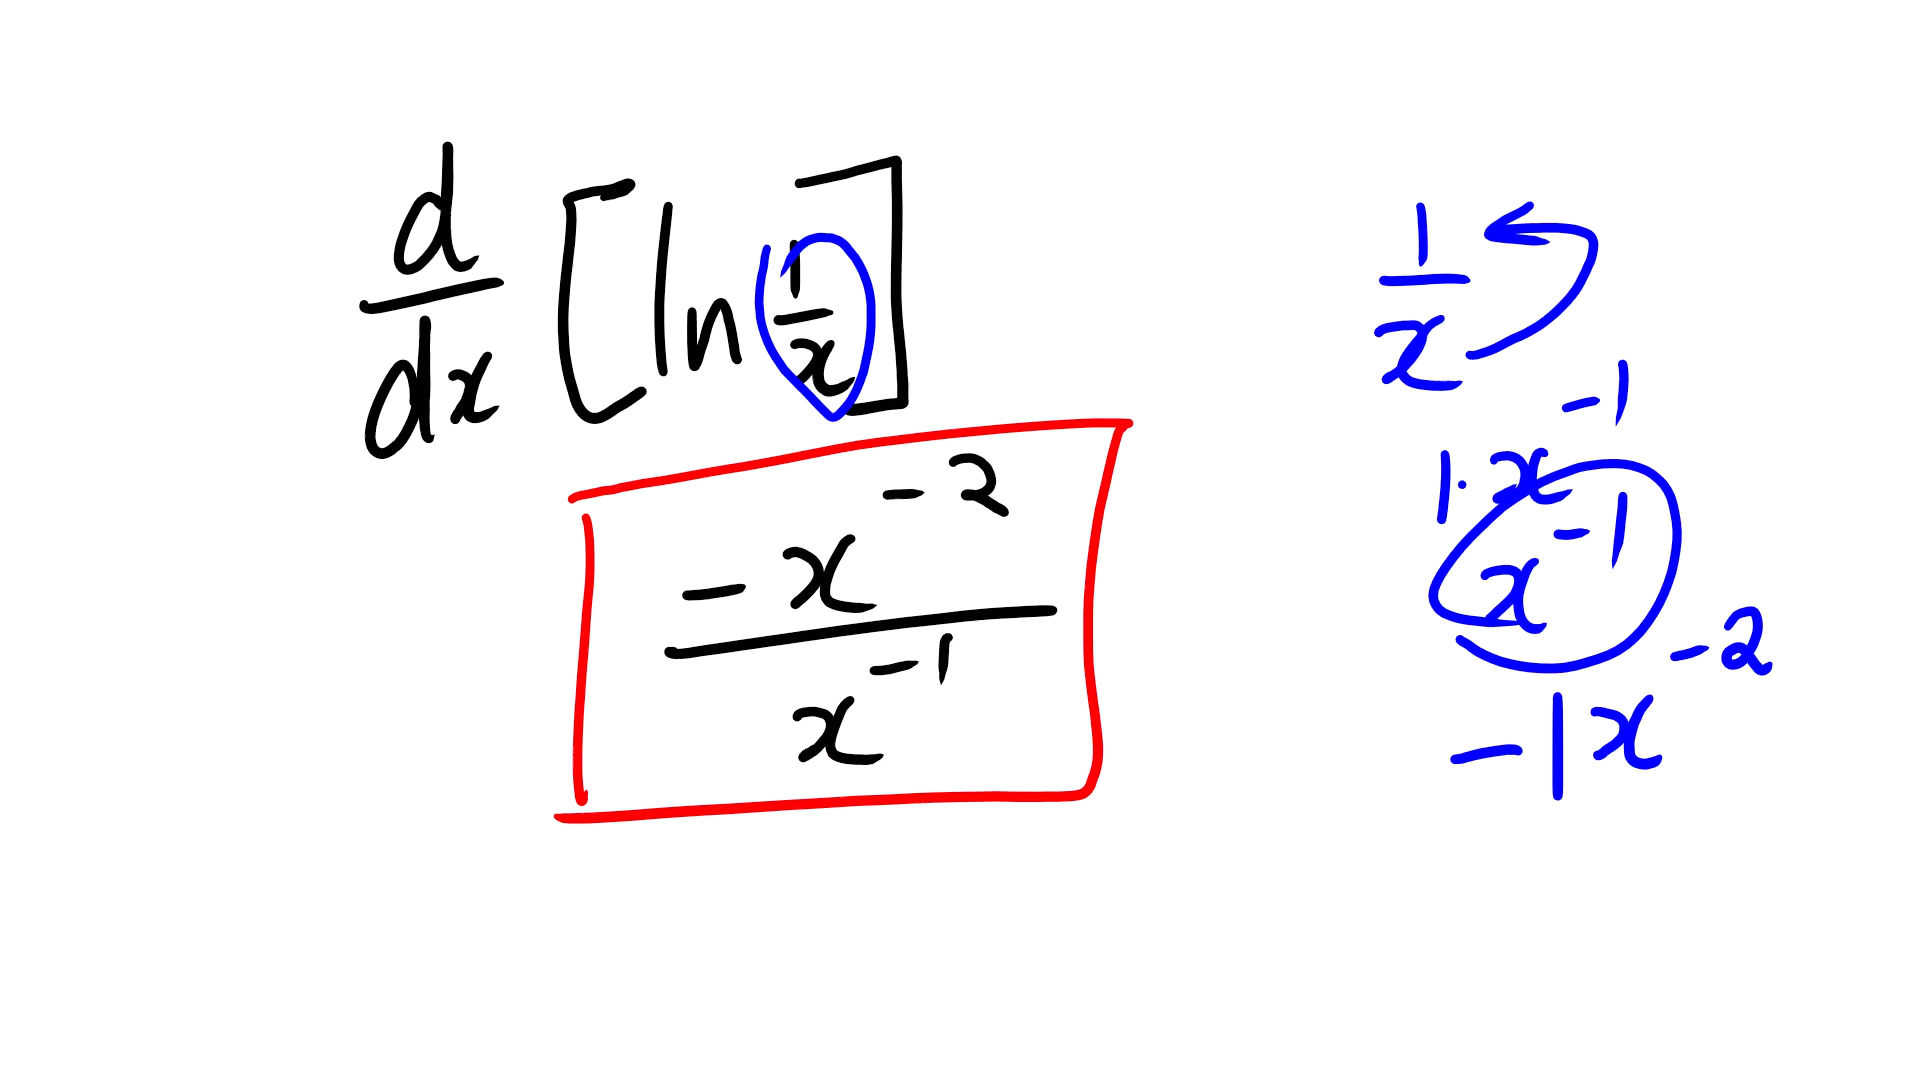 d/dx [ln 1/x]
-x^-2 / x^-1
1/x
1·x^-1
x^-1
-1x^-2